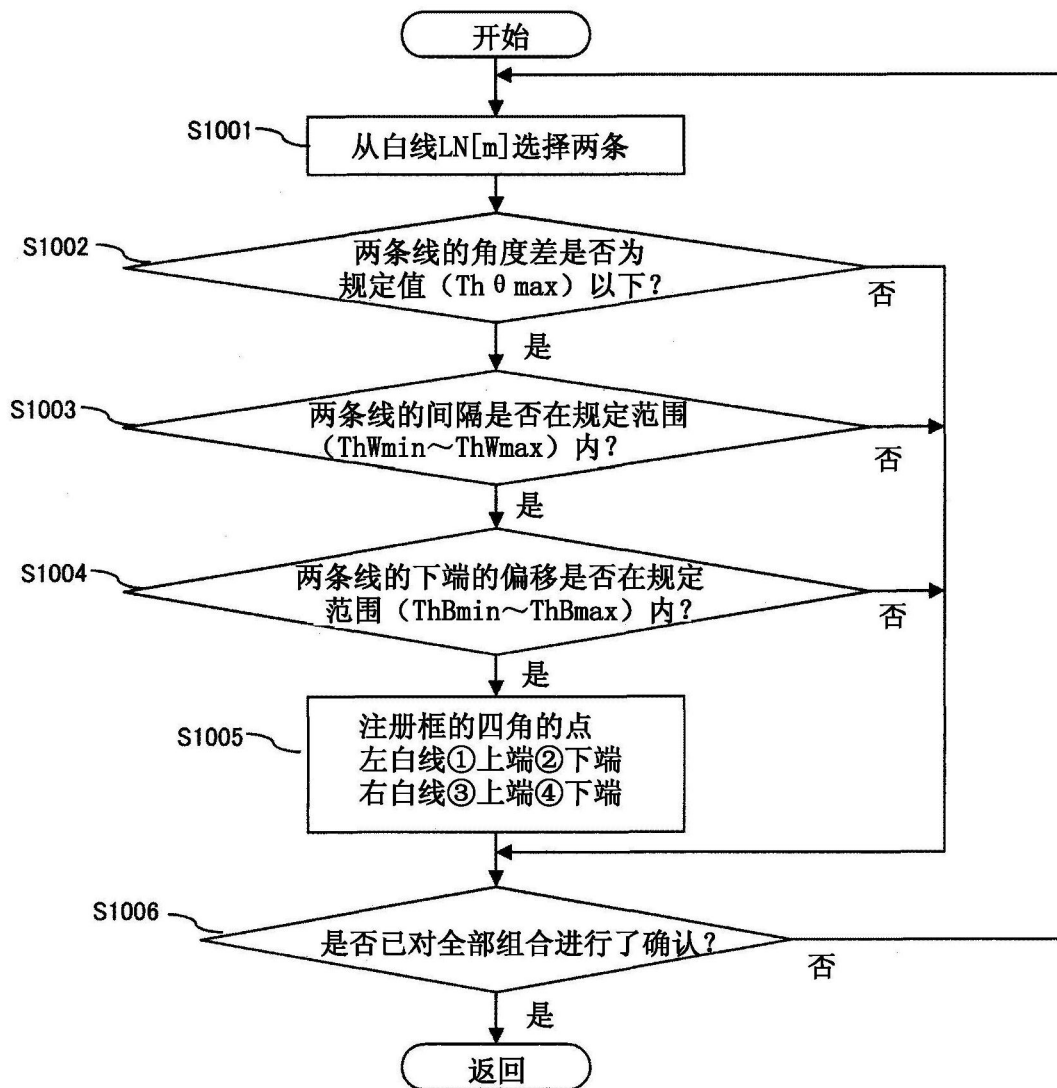 开始
S1001
从白线LN[m]选择两条
S1002
两条线的角度差是否为
规定值（Thθmax）以下？
否
是
S1003
两条线的间隔是否在规定范围
（ThWmin～ThWmax）内？
否
是
S1004
两条线的下端的偏移是否在规定
范围（ThBmin～ThBmax）内？
否
是
S1005
注册框的四角的点
左白线①上端②下端
右白线③上端④下端
S1006
是否已对全部组合进行了确认？
否
是
返回